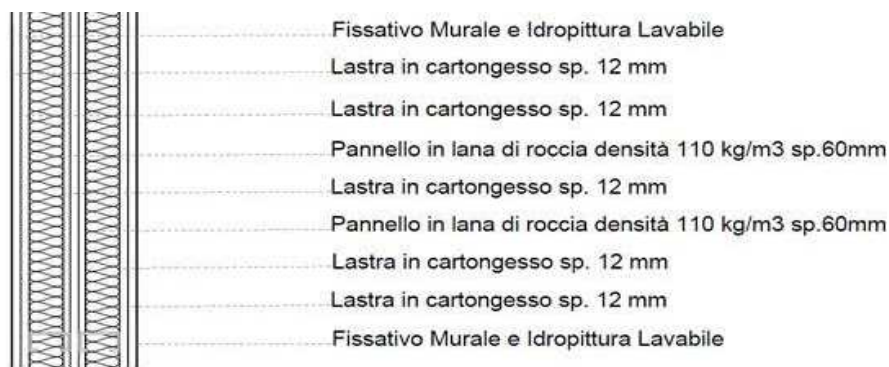 Fissativo Murale e Idropittura Lavabile
Lastra in cartongesso sp. 12 mm
Lastra in cartongesso sp. 12 mm
Pannello in lana di roccia densità 110 kg/m3 sp.60mm
Lastra in cartongesso sp. 12 mm
Pannello in lana di roccia densità 110 kg/m3 sp.60mm
Lastra in cartongesso sp. 12 mm
Lastra in cartongesso sp. 12 mm
Fissativo Murale e Idropittura Lavabile